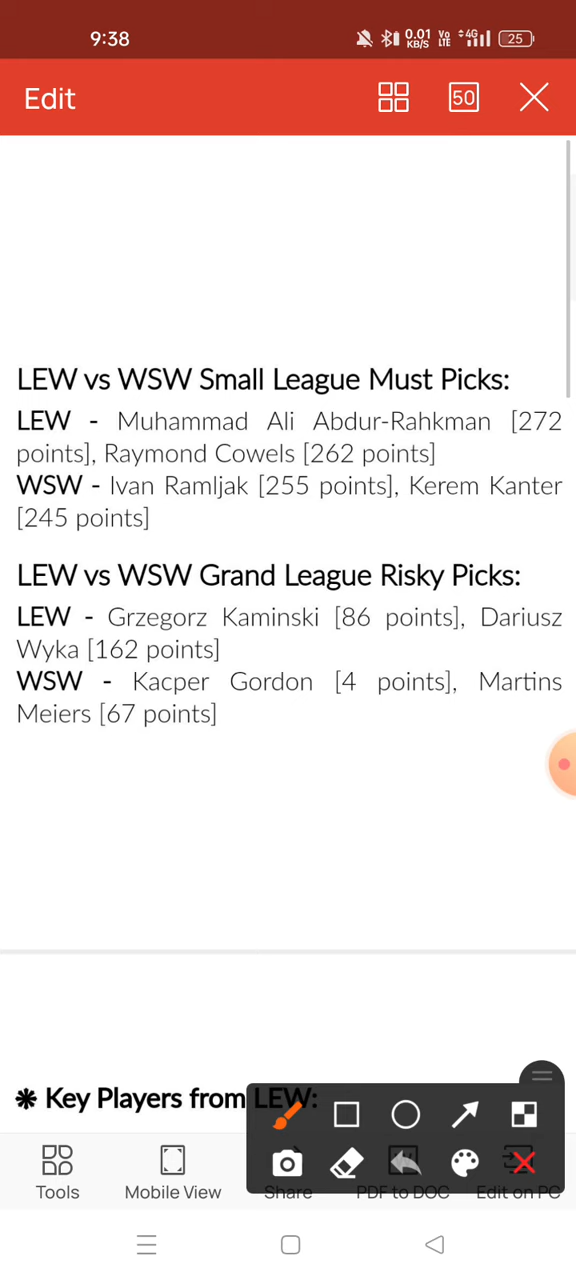 9:38
0.01 KB/S
Vo LTE
4G
25
Edit
50
LEW vs WSW Small League Must Picks:
LEW - Muhammad Ali Abdur-Rahkman [272
points], Raymond Cowels [262 points]
WSW - Ivan Ramljak [255 points], Kerem Kanter
[245 points]
LEW vs WSW Grand League Risky Picks:
LEW - Grzegorz Kaminski [86 points], Dariusz
Wyka [162 points]
WSW - Kacper Gordon [4 points], Martins
Meiers [67 points]
❋ Key Players from LEW:
Tools
Mobile View
Share
PDF to DOC
Edit on PC